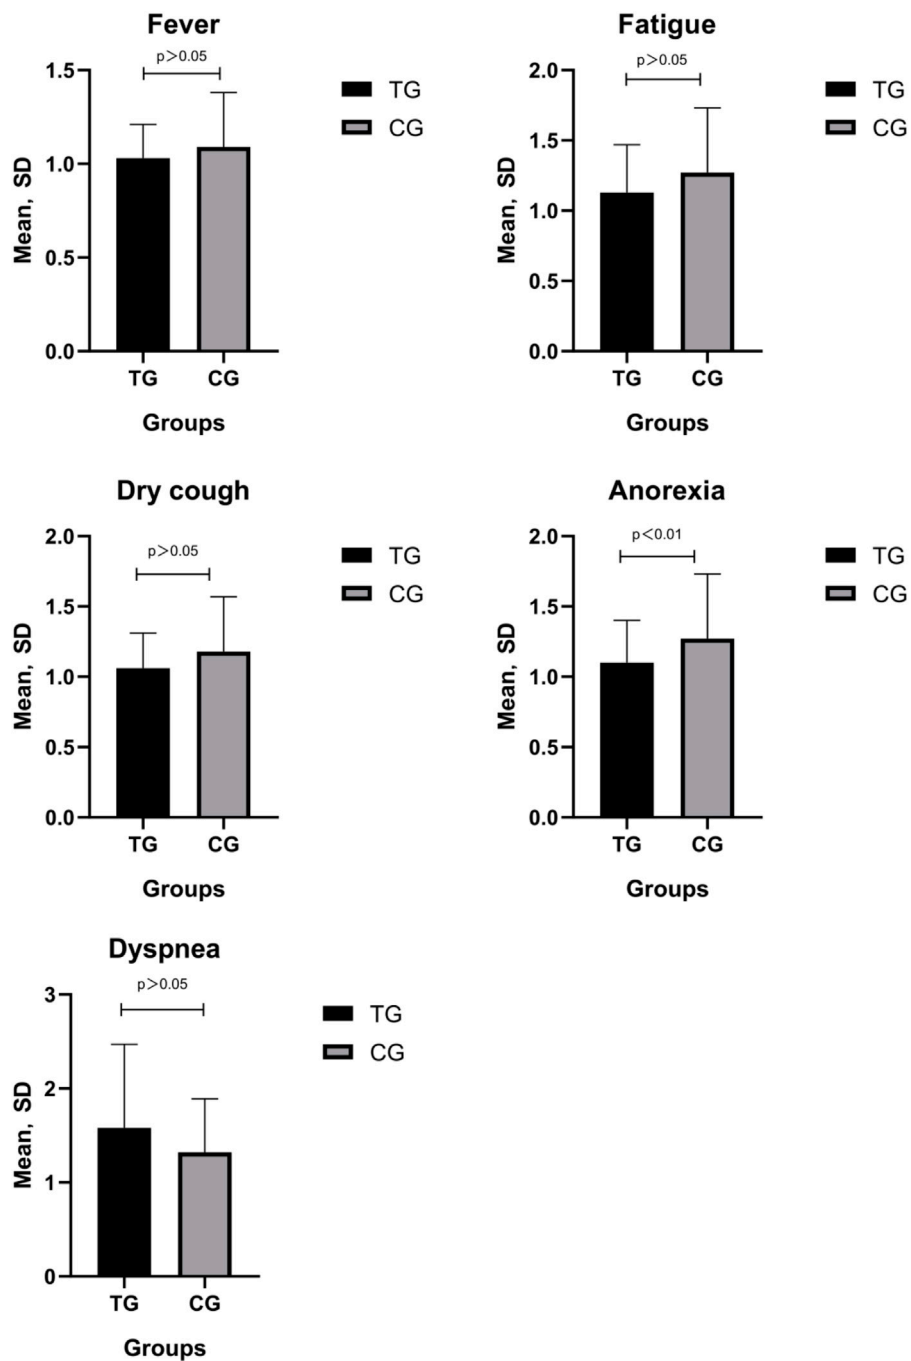 Fever
p>0.05
1.5
1.0
0.5
0.0
Mean, SD
TG
CG
Groups
TG
CG
Fatigue
p>0.05
2.0
1.5
1.0
0.5
0.0
Mean, SD
TG
CG
Groups
TG
CG
Dry cough
p>0.05
2.0
1.5
1.0
0.5
0.0
Mean, SD
TG
CG
Groups
TG
CG
Anorexia
p<0.01
2.0
1.5
1.0
0.5
0.0
Mean, SD
TG
CG
Groups
TG
CG
Dyspnea
p>0.05
3
2
1
0
Mean, SD
TG
CG
Groups
TG
CG